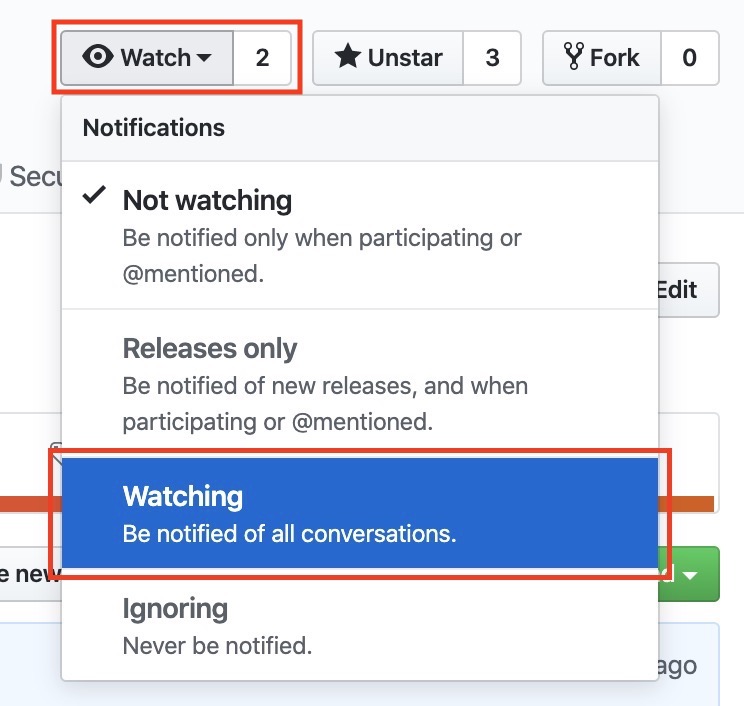 Watch 2 Unstar 3 Fork 0
Notifications
Secu
Not watching
Be notified only when participating or
@mentioned.
Edit
Releases only
Be notified of new releases, and when
participating or @mentioned.
Watching
Be notified of all conversations.
e new
d
Ignoring
Never be notified.
ago